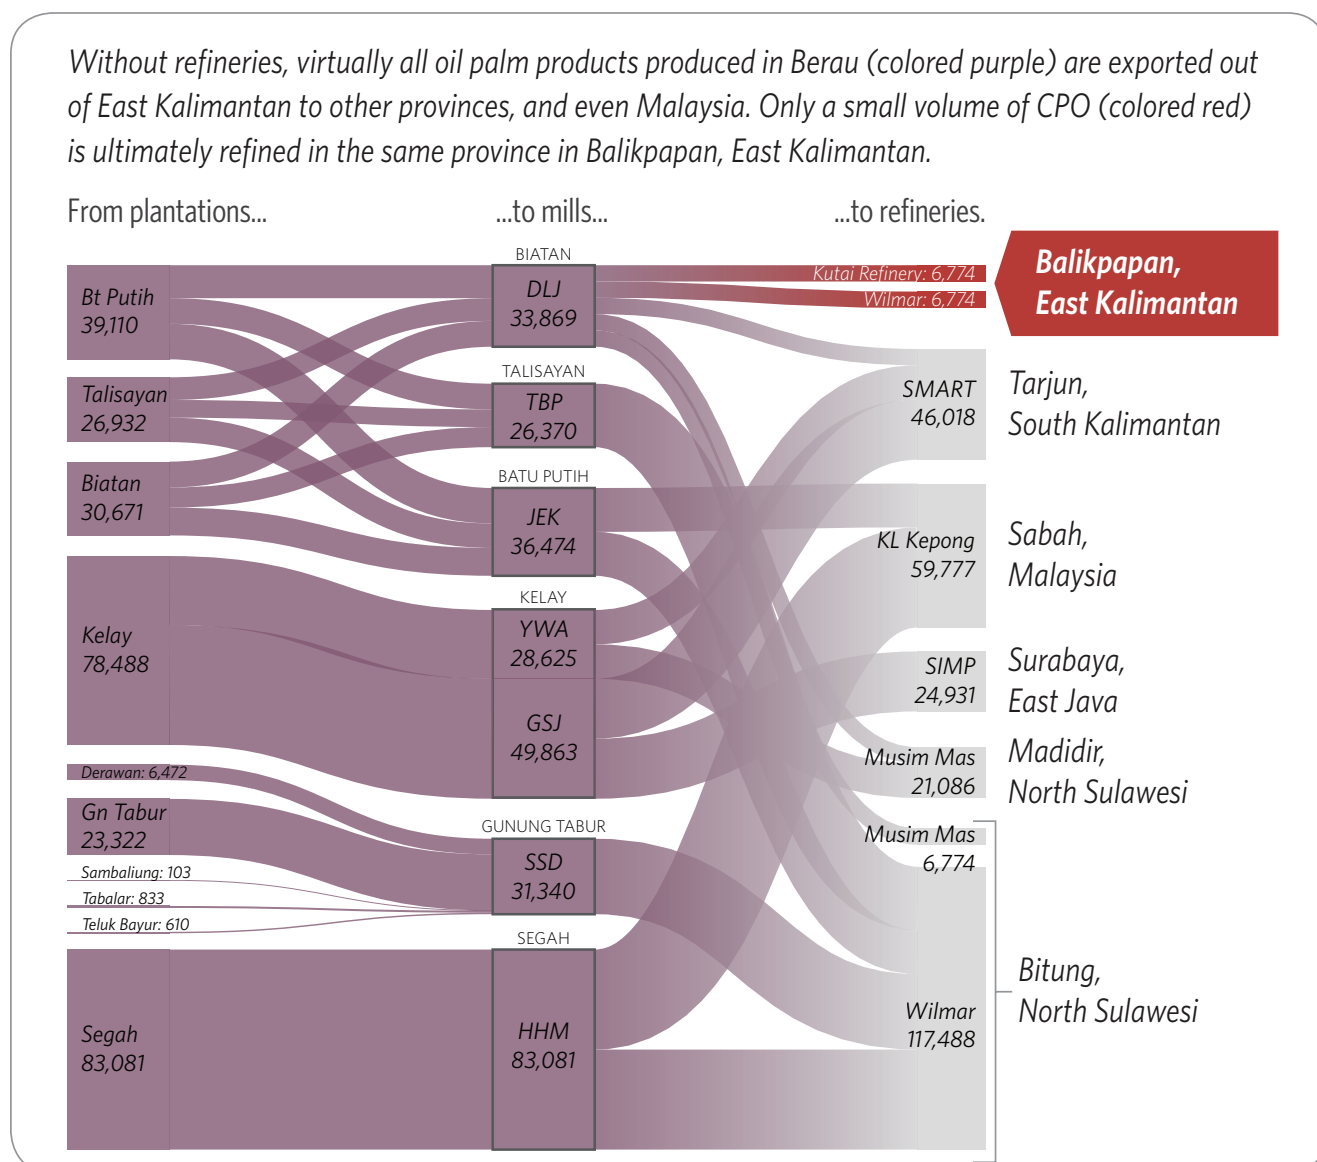 Without refineries, virtually all oil palm products produced in Berau (colored purple) are exported out
of East Kalimantan to other provinces, and even Malaysia. Only a small volume of CPO (colored red)
is ultimately refined in the same province in Balikpapan, East Kalimantan.
From plantations...
...to mills...
...to refineries.
Bt Putih
39,110
Talisayan
26,932
Biatan
30,671
Kelay
78,488
Derawan: 6,472
Gn Tabur
23,322
Sambaliung: 103
Tabalar: 833
Teluk Bayur: 610
Segah
83,081
BIATAN
DLJ
33,869
TALISAYAN
TBP
26,370
BATU PUTIH
JEK
36,474
KELAY
YWA
28,625
GSJ
49,863
GUNUNG TABUR
SSD
31,340
SEGAH
HHM
83,081
Kutai Refinery: 6,774
Wilmar: 6,774
Balikpapan,
East Kalimantan
SMART
46,018
Tarjun,
South Kalimantan
KL Kepong
59,777
Sabah,
Malaysia
SIMP
24,931
Surabaya,
East Java
Musim Mas
21,086
Madidir,
North Sulawesi
Musim Mas
6,774
Wilmar
117,488
Bitung,
North Sulawesi